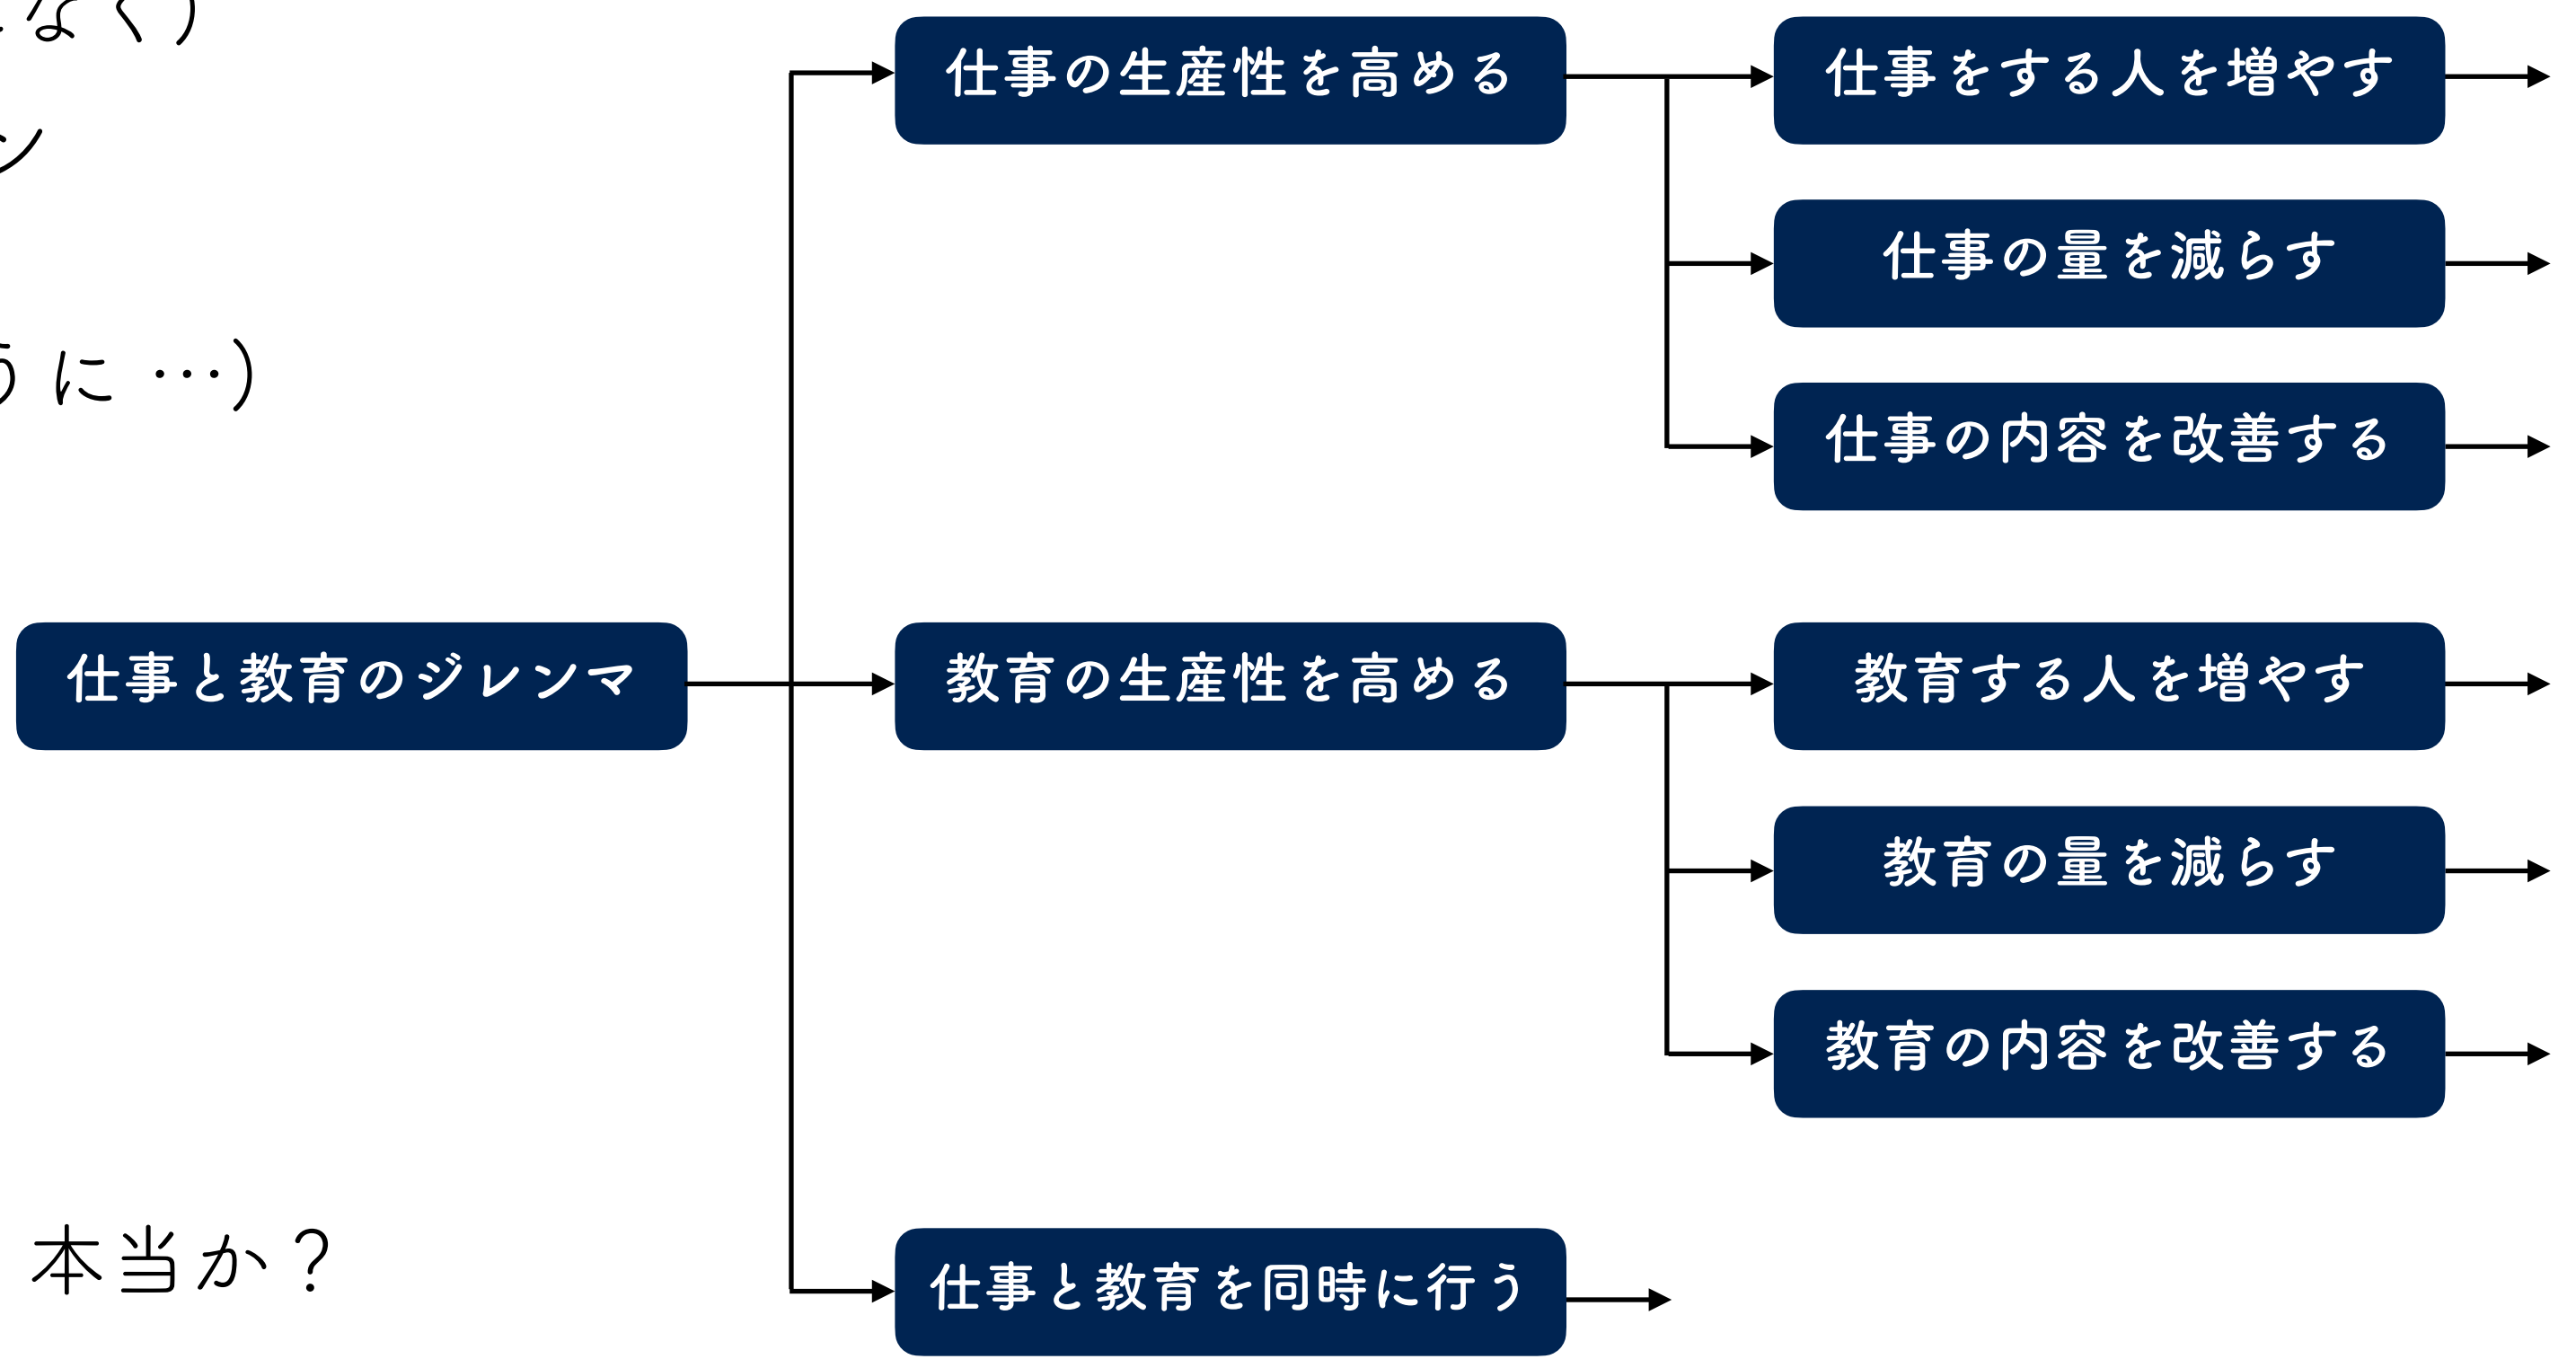 なく)
ン
うに …)
本当か?
仕事と教育のジレンマ
仕事の生産性を高める
仕事をする人を増やす
仕事の量を減らす
仕事の内容を改善する
教育の生産性を高める
教育する人を増やす
教育の量を減らす
教育の内容を改善する
仕事と教育を同時に行う